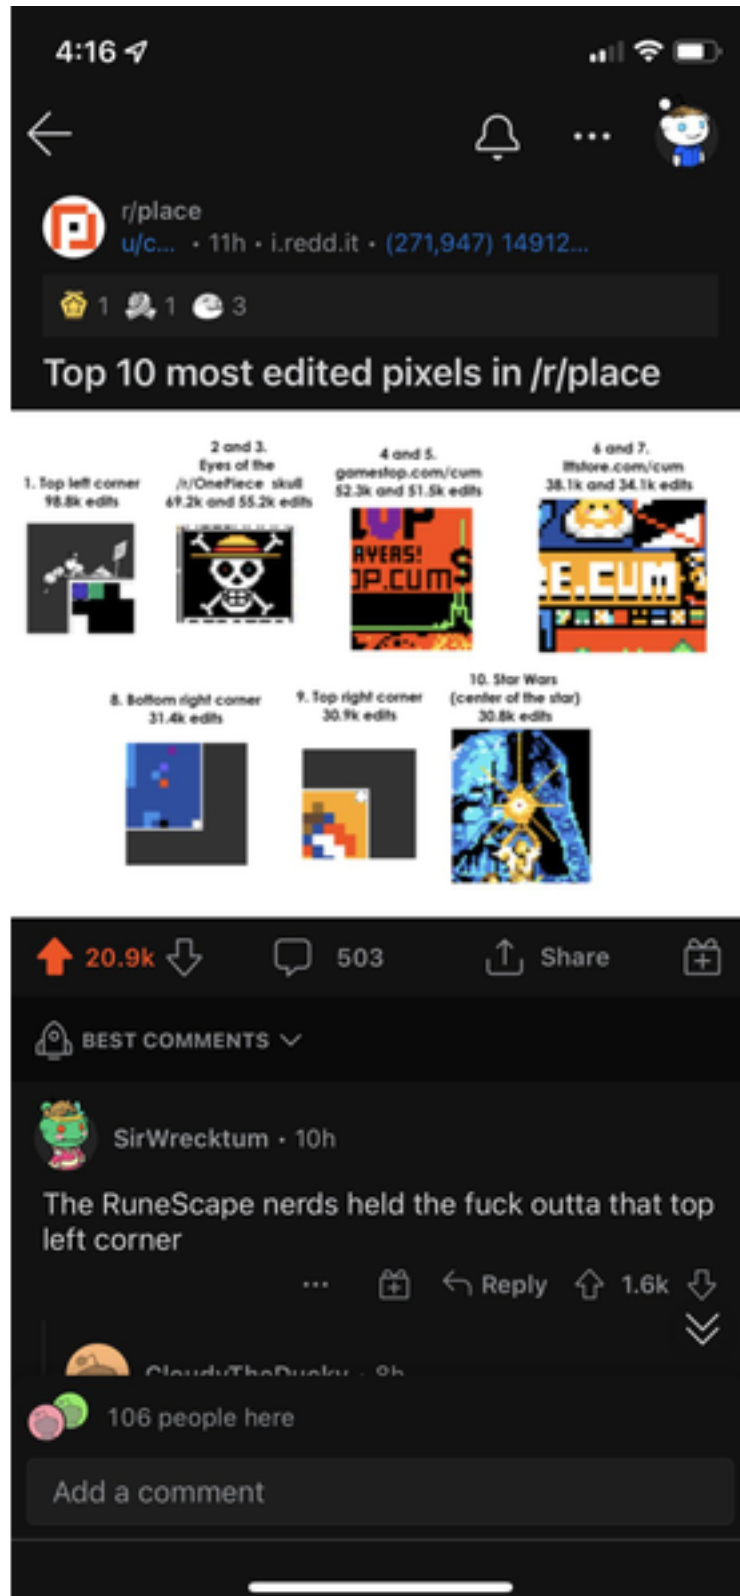 4:16
r/place
u/c... • 11h • i.redd.it • (271,947) 14912...
1 1 3
Top 10 most edited pixels in /r/place
1. Top left corner
98.8k edits
2 and 3.
Eyes of the
/r/OnePiece skull
69.2k and 55.2k edits
4 and 5.
gamestop.com/cum
52.3k and 51.5k edits
6 and 7.
lttstore.com/cum
38.1k and 34.1k edits
AYERS!
OP.CUM$
E.CUM
8. Bottom right corner
31.4k edits
9. Top right corner
30.9k edits
10. Star Wars
(center of the star)
30.8k edits
20.9k 503 Share
BEST COMMENTS
SirWrecktum • 10h
The RuneScape nerds held the fuck outta that top
left corner
... Reply 1.6k
CloudyTheDucky • 8h
106 people here
Add a comment